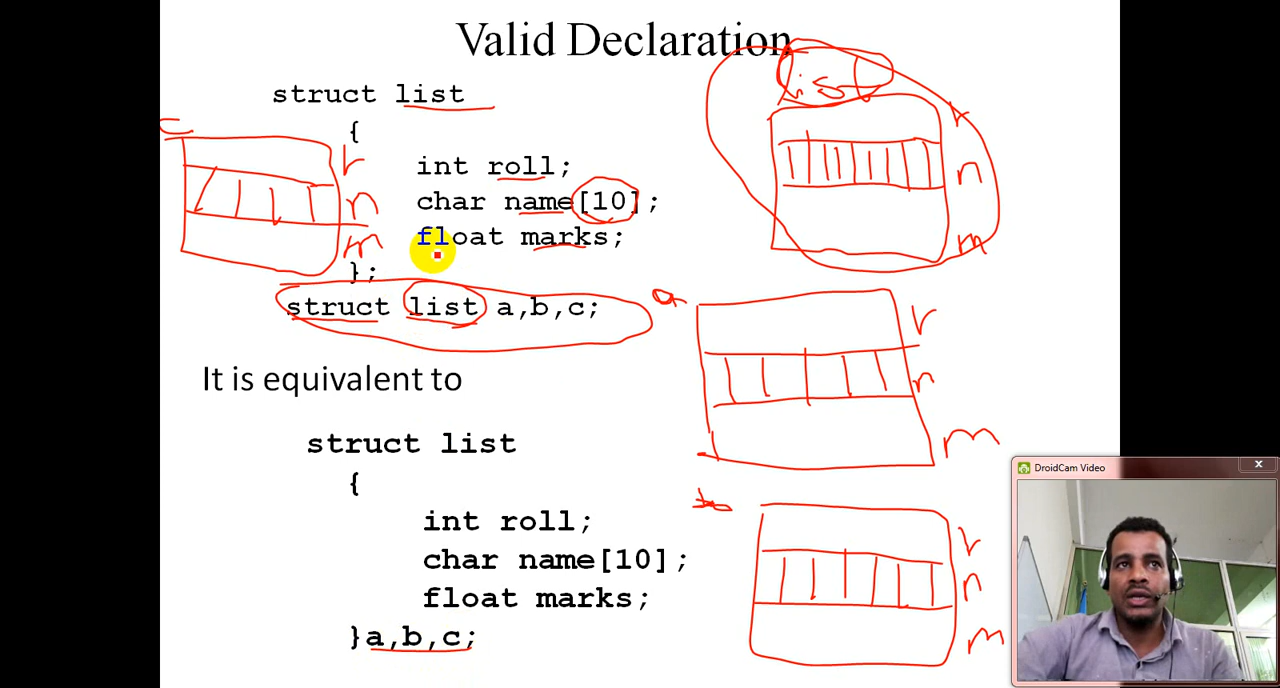 Valid Declaration
list
struct list
{
int roll;
char name[10];
float marks;
};
struct list a,b,c;
c
r
n
m
r
n
m
a
r
n
m
It is equivalent to
struct list
{
int roll;
char name[10];
float marks;
}a,b,c;
b
r
n
m
DroidCam Video
X